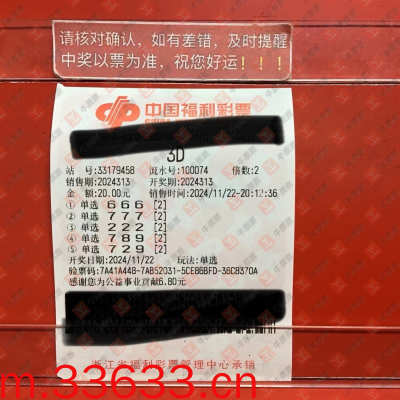 请核对确认,如有差错,及时提醒
中奖以票为准,祝您好运!!!
中国福利彩票
3D
站 号:33179458 流水号:100074 倍数:2
销售期:2024313 开奖期:2024313
金 额:20.00元 销售时间:2024/11/22-20:12:36
① 单选 6 6 6 [2]
② 单选 7 7 7 [2]
③ 单选 2 2 2 [2]
④ 单选 7 8 9 [2]
⑤ 单选 7 2 9 [2]
开奖日期:2024/11/22 玩法:单选
验票码:7A41A448-7AB52031-5CE86BFD-36C8370A
感谢您为公益事业贡献6.80元
浙江省福利彩票管理中心承销
m.33633.cn